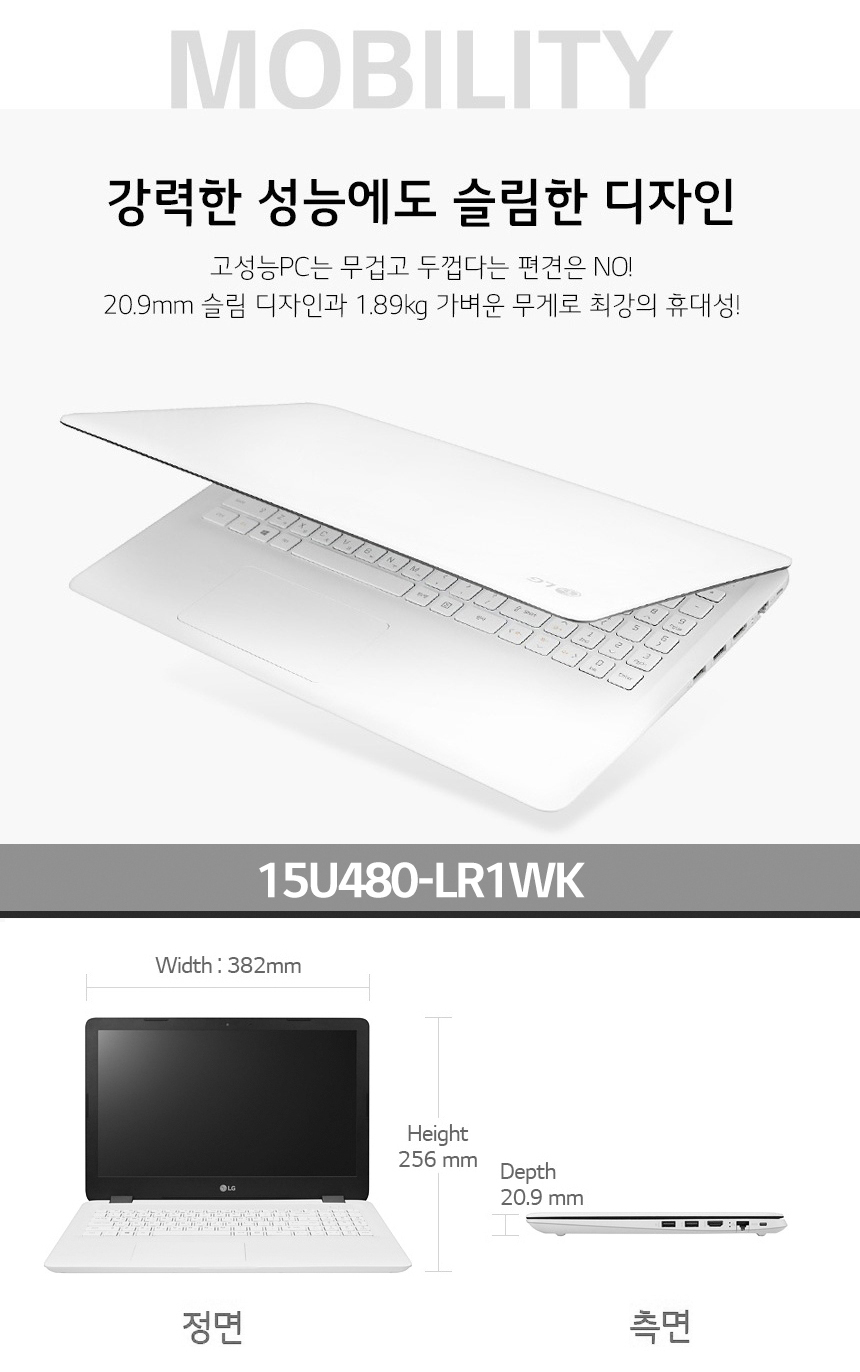 MOBILITY
강력한 성능에도 슬림한 디자인
고성능PC는 무겁고 두껍다는 편견은 NO!
20.9mm 슬림 디자인과 1.89kg 가벼운 무게로 최강의 휴대성!
LG
15U480-LR1WK
Width : 382mm
Height
256 mm
Depth
20.9 mm
LG
정면
측면